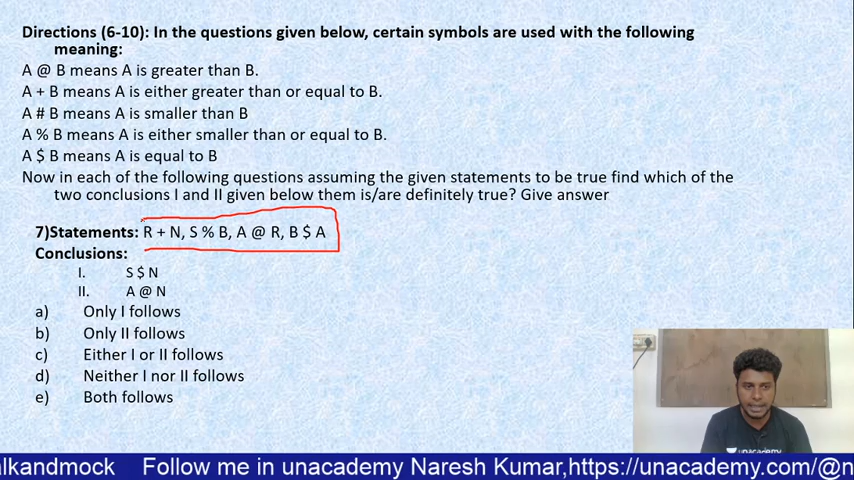 Directions (6-10): In the questions given below, certain symbols are used with the following
meaning:
A @ B means A is greater than B.
A + B means A is either greater than or equal to B.
A # B means A is smaller than B
A % B means A is either smaller than or equal to B.
A $ B means A is equal to B
Now in each of the following questions assuming the given statements to be true find which of the
two conclusions I and II given below them is/are definitely true? Give answer
7)Statements: R + N, S % B, A @ R, B $ A
Conclusions:
I. S $ N
II. A @ N
a) Only I follows
b) Only II follows
c) Either I or II follows
d) Neither I nor II follows
e) Both follows
unacademy
alkandmock Follow me in unacademy Naresh Kumar,https://unacademy.com/@n